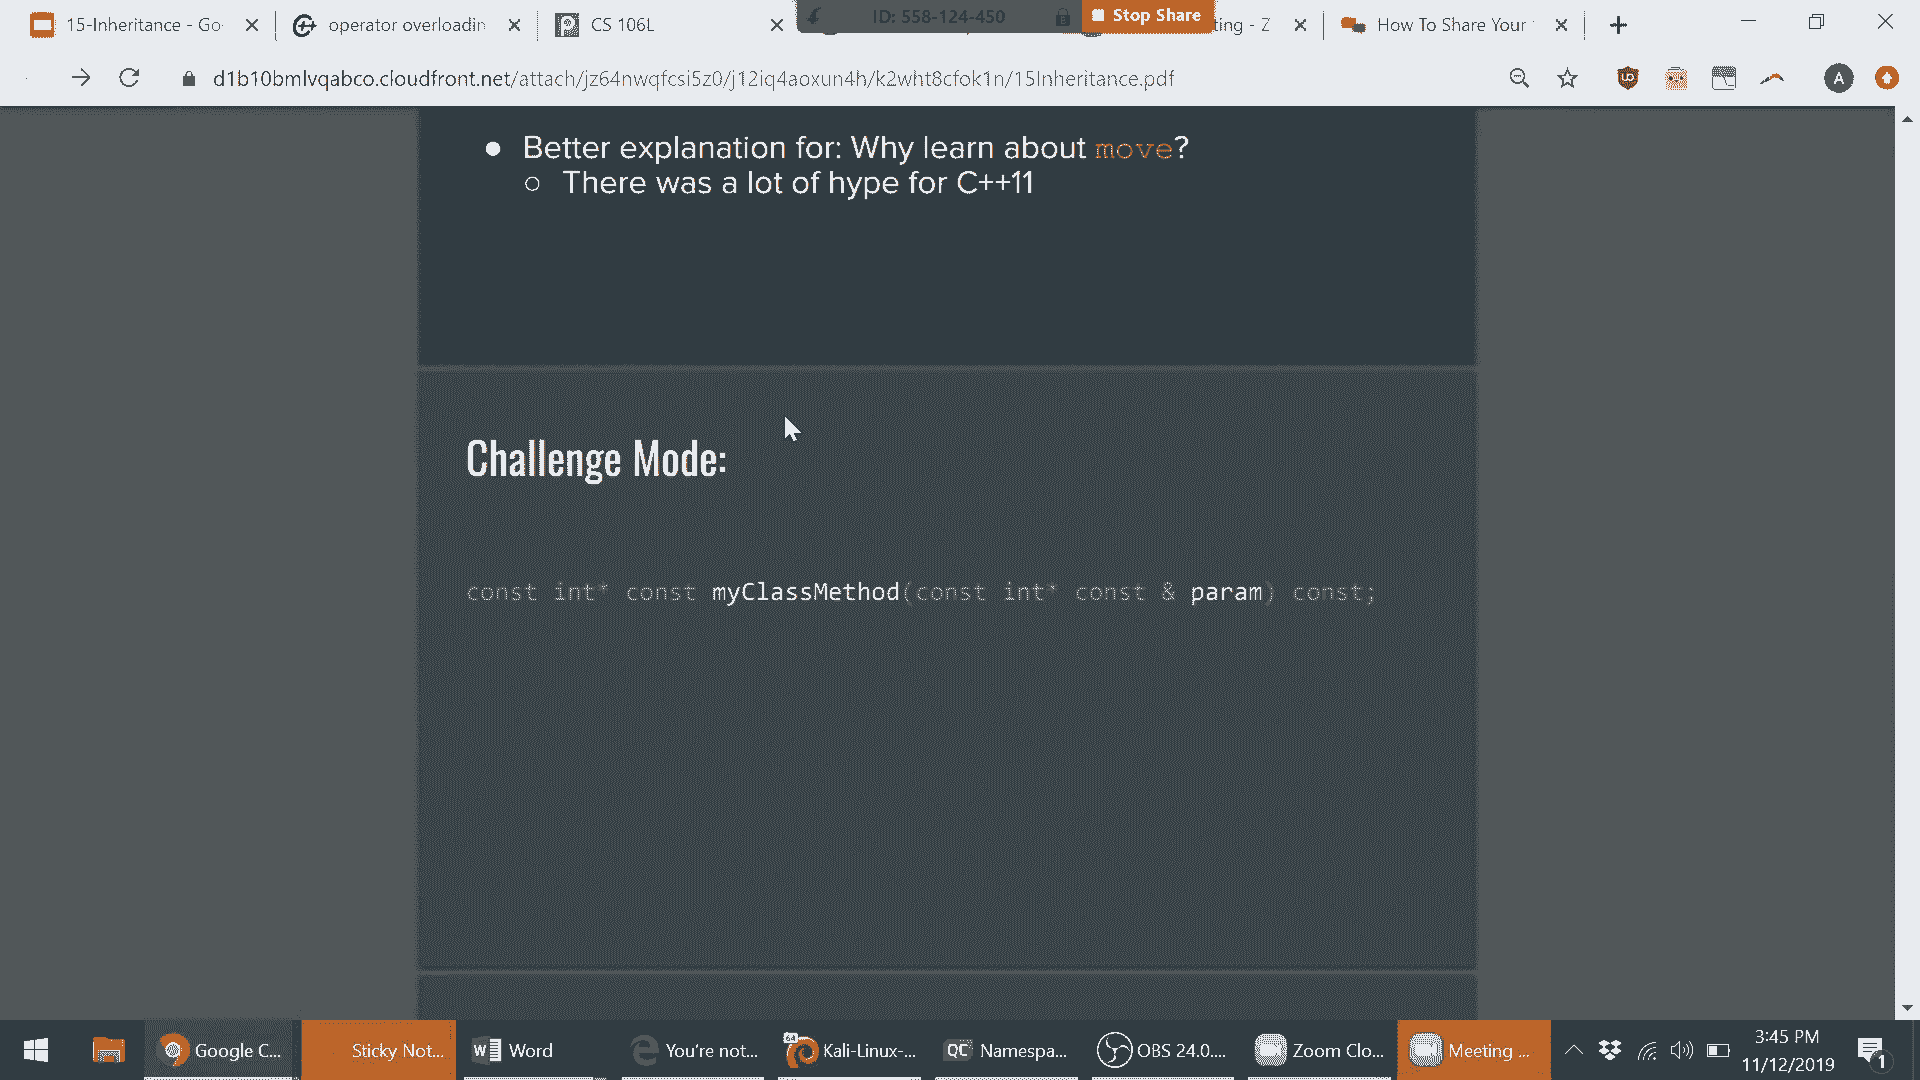 15-Inheritance - Go
operator overloadin
CS 106L
ID: 558-124-450
Stop Share
ting - Z
How To Share Your
d1b10bmlvqabco.cloudfront.net/attach/jz64nwqfcsi5z0/j12iq4aoxun4h/k2wht8cfok1n/15Inheritance.pdf
A
● Better explanation for: Why learn about move?
○ There was a lot of hype for C++11
Challenge Mode:
const int* const myClassMethod(const int* const & param) const;
Google C...
Sticky Not...
Word
You're not...
64
Kali-Linux-...
QC
Namespa...
OBS 24.0....
Zoom Clo...
Meeting ...
3:45 PM
11/12/2019
1